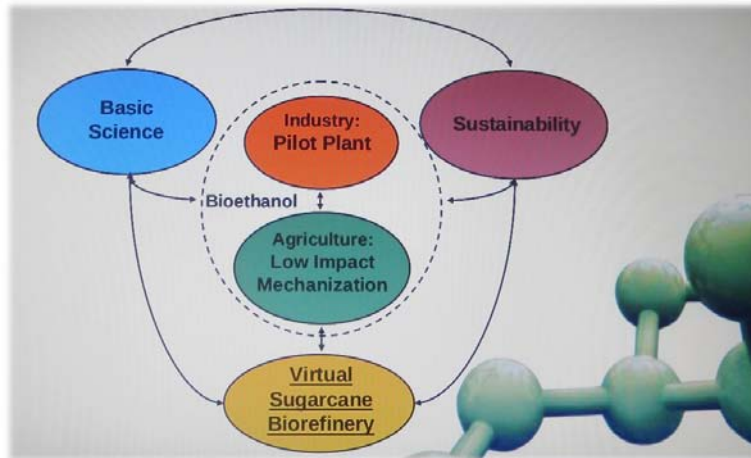 Basic
Science
Industry:
Pilot Plant
Sustainability
Bioethanol
Agriculture:
Low Impact
Mechanization
Virtual
Sugarcane
Biorefinery